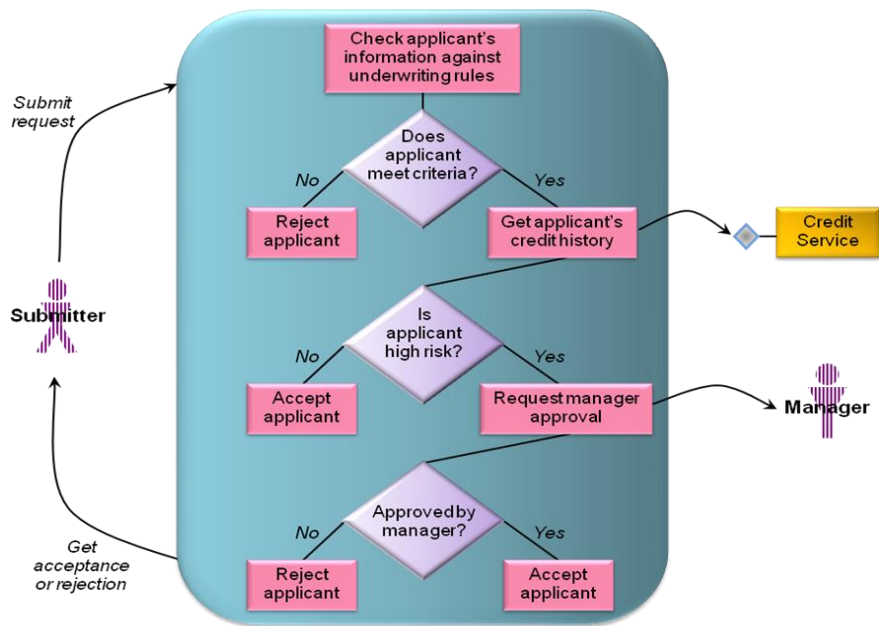 Check applicant's
information against
underwriting rules
Submit
request
Does
applicant
meet criteria?
No
Yes
Reject
applicant
Get applicant's
credit history
Credit
Service
Submitter
Is
applicant
high risk?
No
Yes
Accept
applicant
Request manager
approval
Manager
Approved by
manager?
No
Yes
Get
acceptance
or rejection
Reject
applicant
Accept
applicant